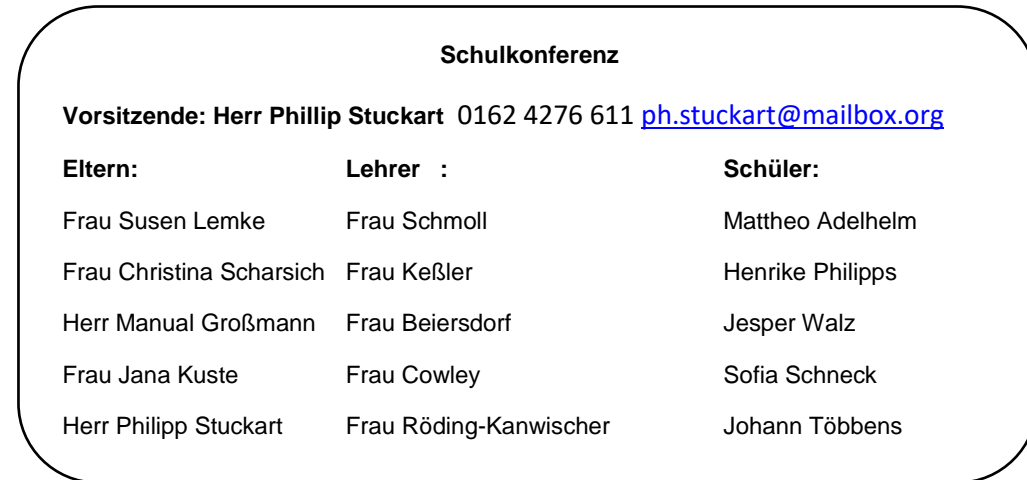 Schulkonferenz
Vorsitzende: Herr Phillip Stuckart 0162 4276 611 ph.stuckart@mailbox.org
Eltern: Lehrer : Schüler:
Frau Susen Lemke Frau Schmoll Mattheo Adelhelm
Frau Christina Scharsich Frau Keßler Henrike Philipps
Herr Manual Großmann Frau Beiersdorf Jesper Walz
Frau Jana Kuste Frau Cowley Sofia Schneck
Herr Philipp Stuckart Frau Röding-Kanwischer Johann Többens